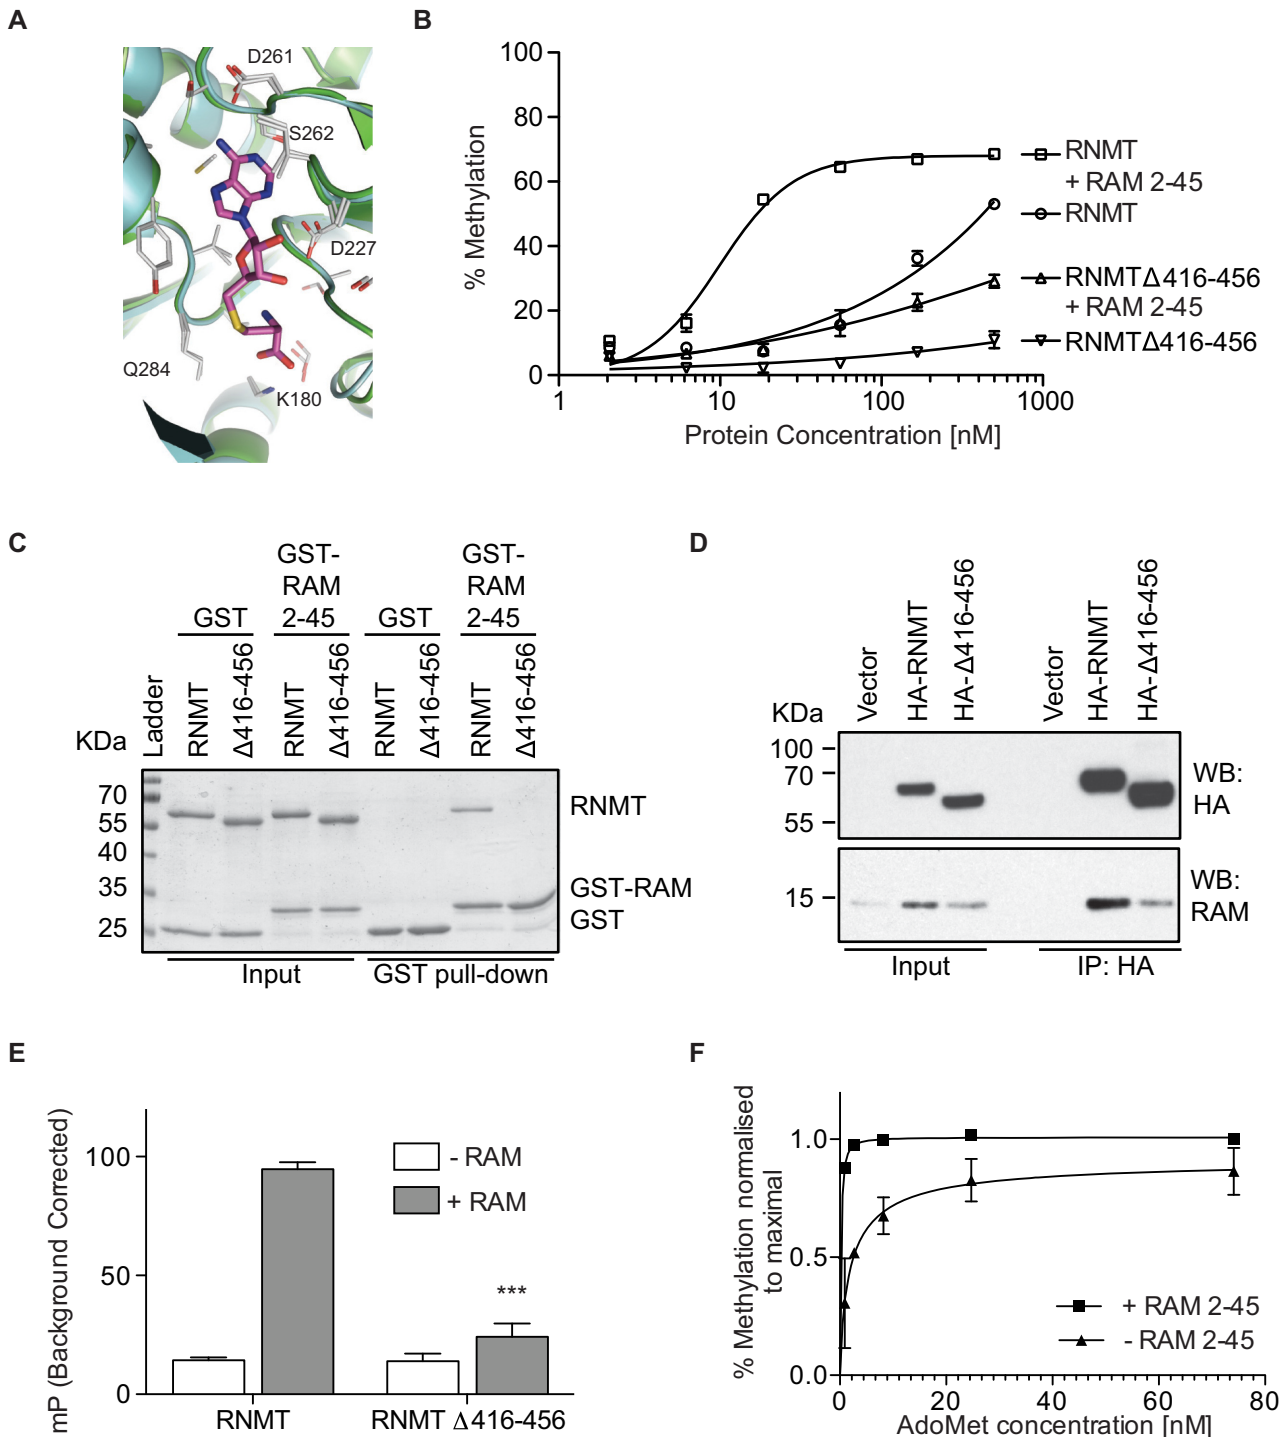 A
D261
S262
D227
Q284
K180
B
100
80
60
40
20
0
% Methylation
1
10
100
1000
Protein Concentration [nM]
RNMT
+ RAM 2-45
RNMT
RNMTΔ416-456
+ RAM 2-45
RNMTΔ416-456
C
GST
GST-
RAM
2-45
GST
GST-
RAM
2-45
KDa
Ladder
RNMT
Δ416-456
RNMT
Δ416-456
RNMT
Δ416-456
RNMT
Δ416-456
70
55
40
35
25
RNMT
GST-RAM
GST
Input
GST pull-down
D
KDa
Vector
HA-RNMT
HA-Δ416-456
Vector
HA-RNMT
HA-Δ416-456
100
70
55
WB:
HA
15
WB:
RAM
Input
IP: HA
E
mP (Background Corrected)
100
50
0
- RAM
+ RAM
***
RNMT
RNMT Δ416-456
F
% Methylation normalised
to maximal
1.0
0.5
0.0
+ RAM 2-45
- RAM 2-45
0
20
40
60
80
AdoMet concentration [nM]